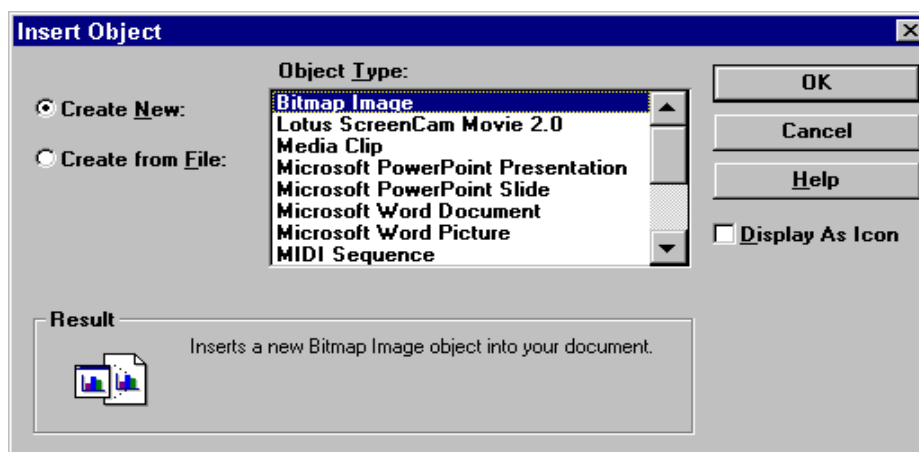 Insert Object
Object Type:
Create New:
Create from File:
Bitmap Image
Lotus ScreenCam Movie 2.0
Media Clip
Microsoft PowerPoint Presentation
Microsoft PowerPoint Slide
Microsoft Word Document
Microsoft Word Picture
MIDI Sequence
OK
Cancel
Help
Display As Icon
Result
Inserts a new Bitmap Image object into your document.